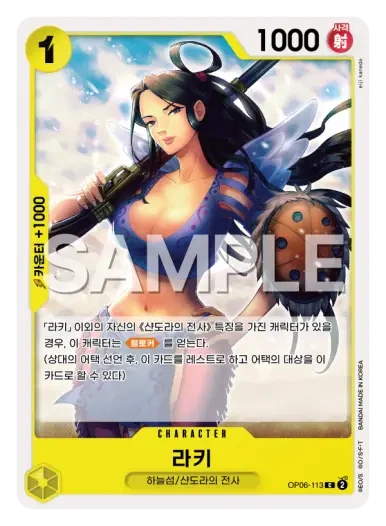 1
1000
사격
射
eiji kaneda
카운터 +1000
SAMPLE
「라키」 이외의 자신의 《샨도라의 전사》 특징을 가진 캐릭터가 있을
경우, 이 캐릭터는 블로커 를 얻는다.
(상대의 어택 선언 후, 이 카드를 레스트로 하고 어택의 대상을 이
카드로 할 수 있다)
BANDAI MADE IN KOREA
©E.O/S ©O/S·F·T
CHARACTER
라키
하늘섬/샨도라의 전사
OP06-113 C 2